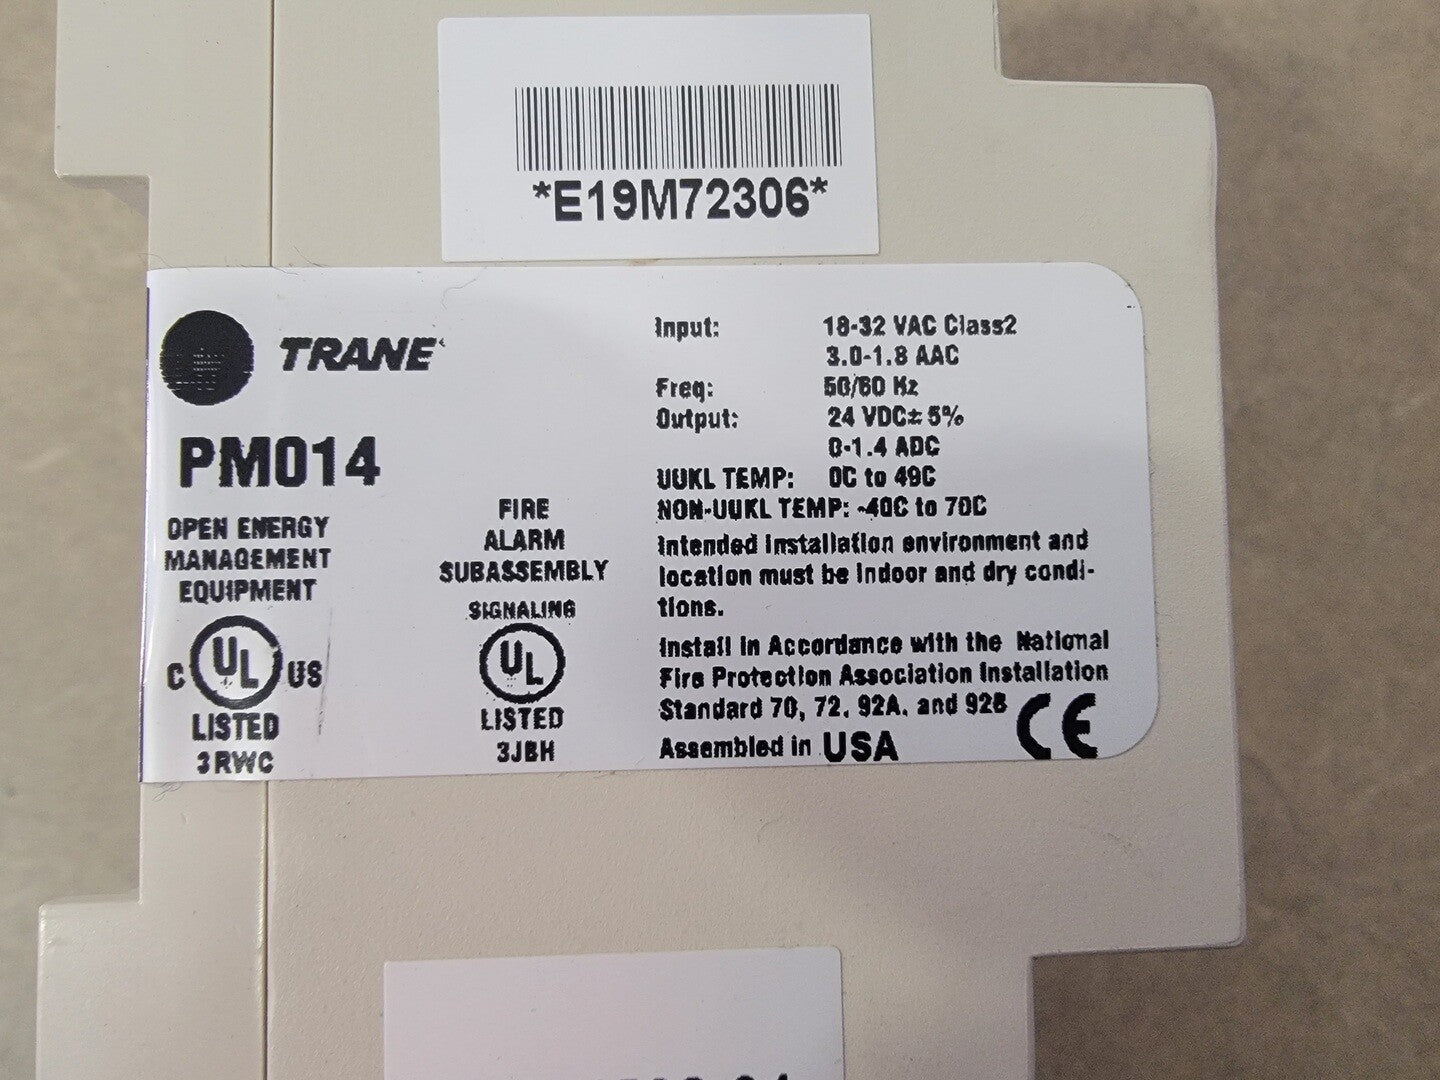 *E19M72306*
TRANE
PM014
OPEN ENERGY
MANAGEMENT
EQUIPMENT
C UL US
LISTED
3RWC
FIRE
ALARM
SUBASSEMBLY
SIGNALING
UL
LISTED
3JBH
Input: 18-32 VAC Class2
3.0-1.8 AAC
Freq: 50/60 Hz
Output: 24 VDC± 5%
0-1.4 ADC
UUKL TEMP: 0C to 49C
NON-UUKL TEMP: -40C to 70C
Intended installation environment and
location must be indoor and dry condi-
tions.
Install in Accordance with the National
Fire Protection Association Installation
Standard 70, 72, 92A, and 92B
Assembled in USA
CE